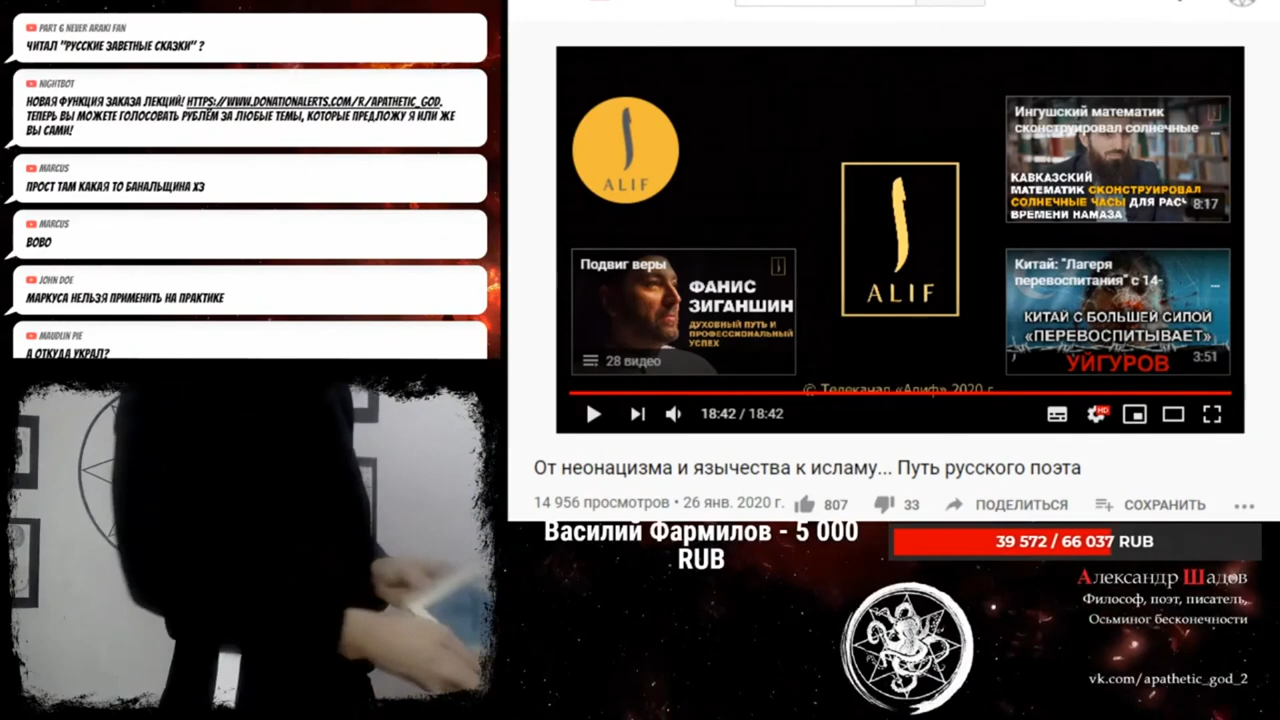 PART 6 NEVER ARAKI FAN
ЧИТАЛ "РУССКИЕ ЗАВЕТНЫЕ СКАЗКИ" ?
NIGHTBOT
НОВАЯ ФУНКЦИЯ ЗАКАЗА ЛЕКЦИЙ! HTTPS://WWW.DONATIONALERTS.COM/R/APATHETIC_GOD.
ТЕПЕРЬ ВЫ МОЖЕТЕ ГОЛОСОВАТЬ РУБЛЁМ ЗА ЛЮБЫЕ ТЕМЫ, КОТОРЫЕ ПРЕДЛОЖУ Я ИЛИ ЖЕ
ВЫ САМИ!
MARCUS
ПРОСТ ТАМ КАКАЯ ТО БАНАЛЬЩИНА ХЗ
MARCUS
ВОВО
JOHN DOE
МАРКУСА НЕЛЬЗЯ ПРИМЕНИТЬ НА ПРАКТИКЕ
MAUDLIN PIE
А ОТКУДА УКРАЛ?
ALIF
Подвиг веры
ФАНИС
ЗИГАНШИН
ДУХОВНЫЙ ПУТЬ И
ПРОФЕССИОНАЛЬНЫЙ
УСПЕХ
28 видео
ALIF
Ингушский математик
сконструировал солнечные
...
КАВКАЗСКИЙ
МАТЕМАТИК СКОНСТРУИРОВАЛ
СОЛНЕЧНЫЕ ЧАСЫ ДЛЯ РАСЧ
ВРЕМЕНИ НАМАЗА
8:17
Китай: "Лагеря
перевоспитания" с 14-
...
КИТАЙ С БОЛЬШЕЙ СИЛОЙ
«ПЕРЕВОСПИТЫВАЕТ»
УЙГУРОВ
3:51
© Телеканал «Алиф» 2020 г.
18:42 / 18:42
HD
От неонацизма и язычества к исламу... Путь русского поэта
14 956 просмотров • 26 янв. 2020 г.
807
33
ПОДЕЛИТЬСЯ
СОХРАНИТЬ
Василий Фармилов - 5 000
RUB
39 572 / 66 037 RUB
Александр Шадов
Философ, поэт, писатель,
Осьминог бесконечности
vk.com/apathetic_god_2